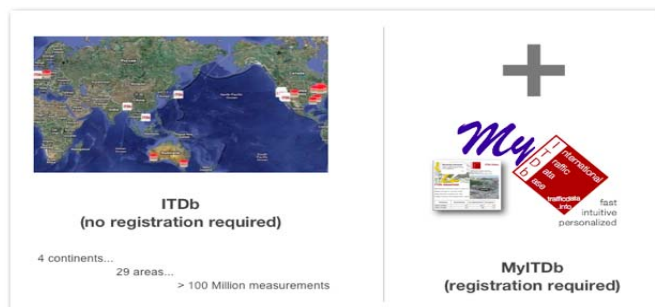 ITDb
(no registration required)
4 continents...
29 areas...
> 100 Million measurements
My
International
Traffic
Data
base
trafficdata
info
fast
intuitive
personalized
MyITDb
(registration required)